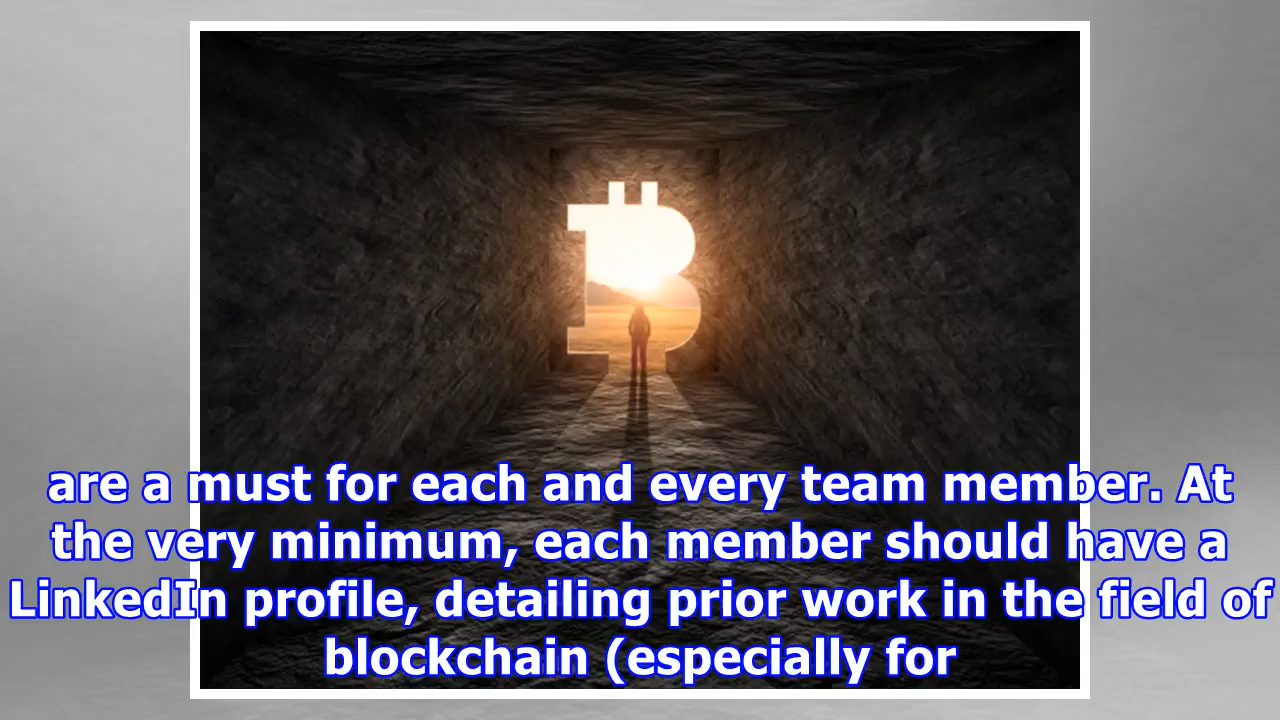 are a must for each and every team member. At
the very minimum, each member should have a
LinkedIn profile, detailing prior work in the field of
blockchain (especially for